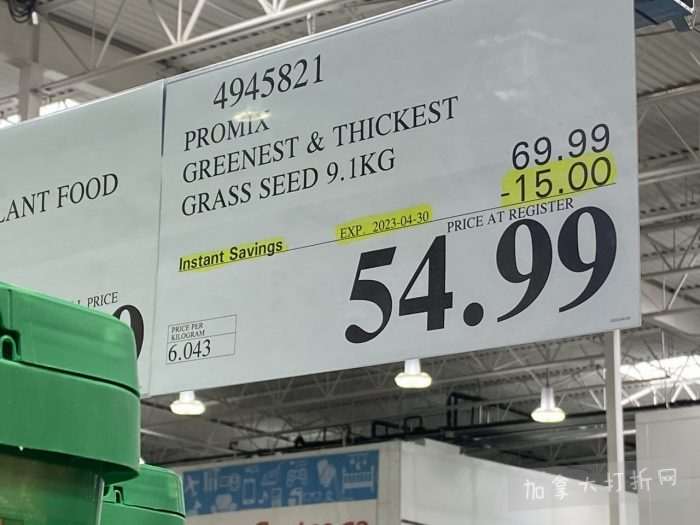 LANT FOOD
L PRICE
4945821
PROMIX
GREENEST & THICKEST
GRASS SEED 9.1KG
69.99
-15.00
EXP. 2023-04-30
PRICE AT REGISTER
Instant Savings
54.99
PRICE PER
KILOGRAM
6.043
加拿大打折网